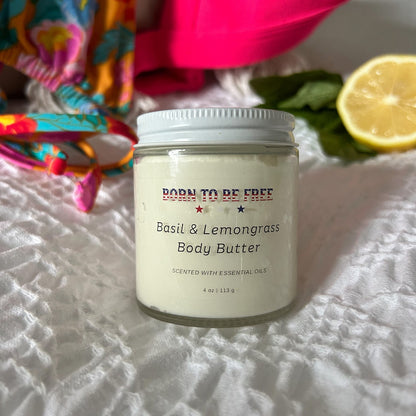 BORN TO BE FREE
Basil & Lemongrass
Body Butter
SCENTED WITH ESSENTIAL OILS
4 oz | 113 g